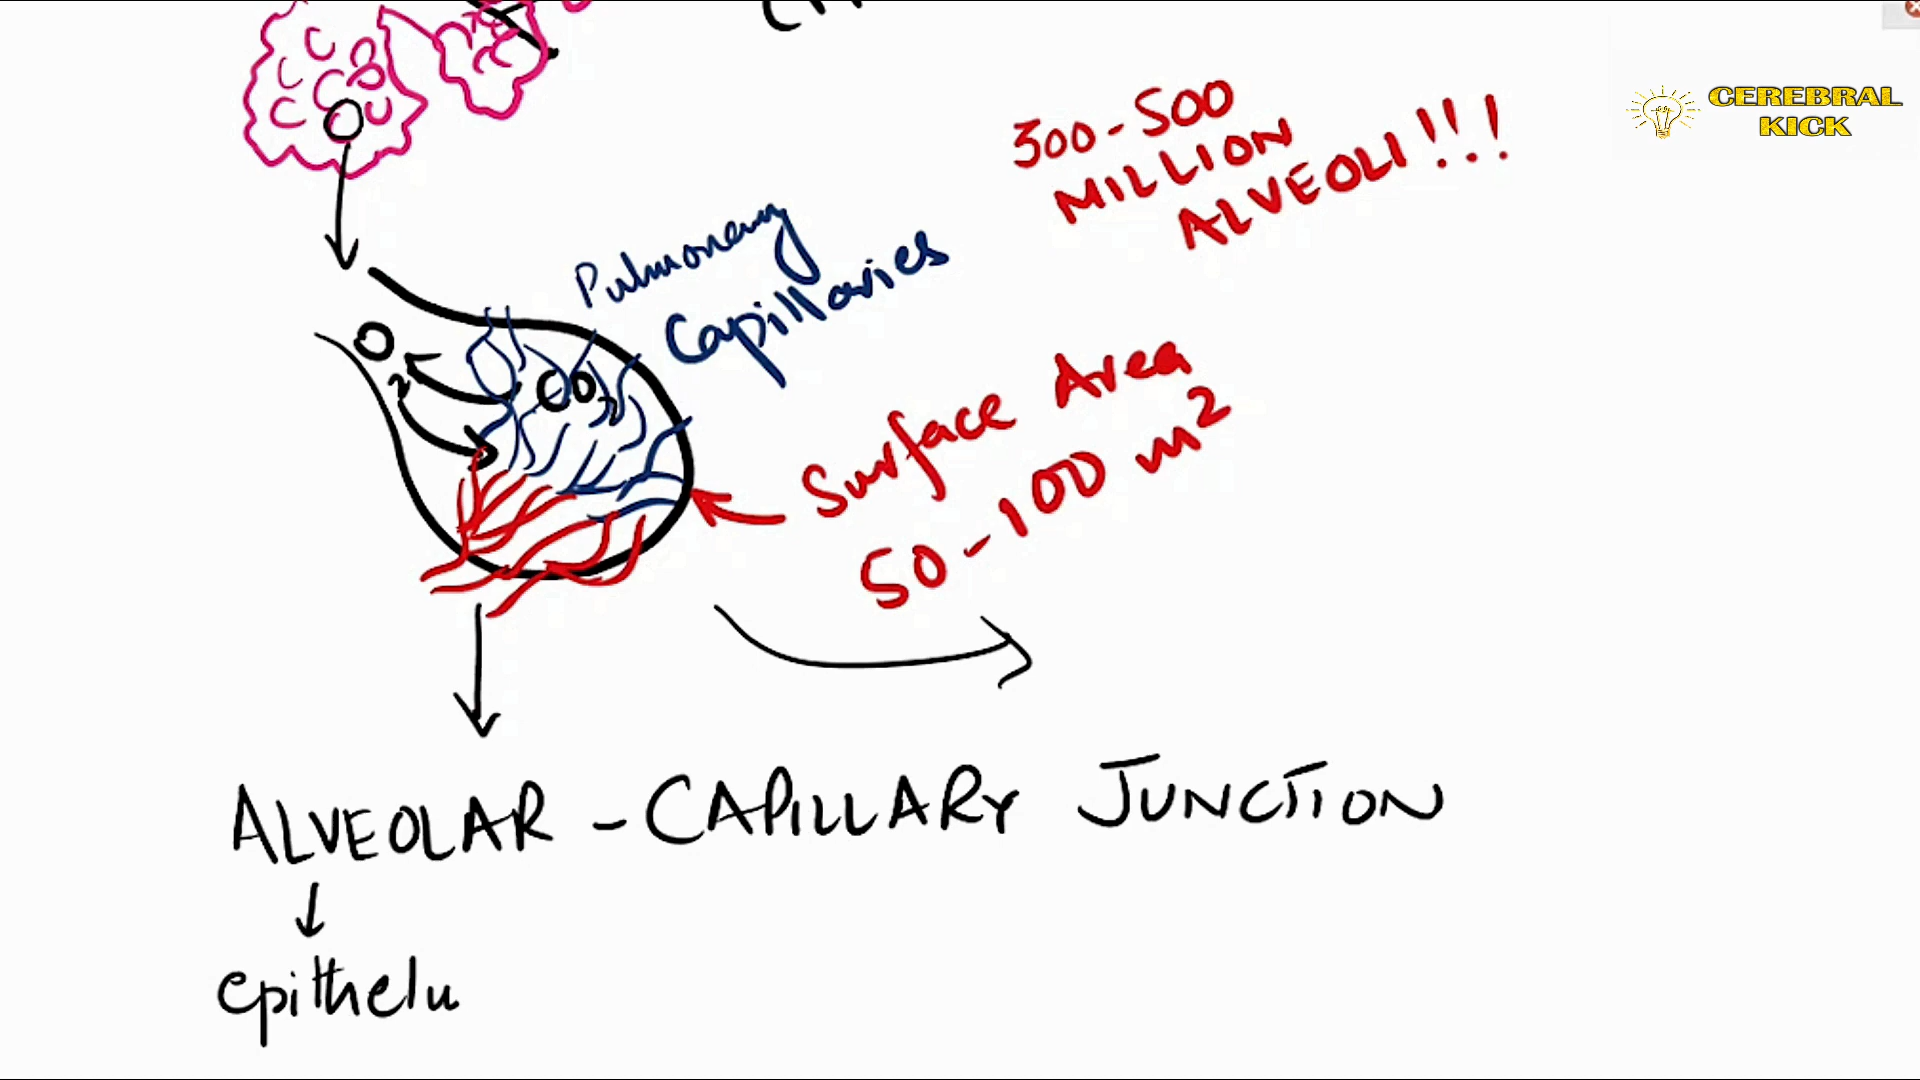 300-500
MILLION
ALVEOLI!!!
CEREBRAL
KICK
Pulmonary
Capillaries
O2
CO2
Surface Area
50-100 m2
ALVEOLAR - CAPILLARY JUNCTION
epithelu